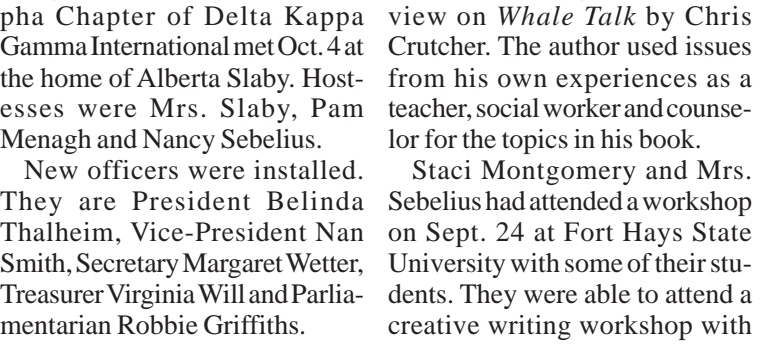 pha Chapter of Delta Kappa
Gamma International met Oct. 4 at
the home of Alberta Slaby. Host-
esses were Mrs. Slaby, Pam
Menagh and Nancy Sebelius.
New officers were installed.
They are President Belinda
Thalheim, Vice-President Nan
Smith, Secretary Margaret Wetter,
Treasurer Virginia Will and Parlia-
mentarian Robbie Griffiths.
view on Whale Talk by Chris
Crutcher. The author used issues
from his own experiences as a
teacher, social worker and counse-
lor for the topics in his book.
Staci Montgomery and Mrs.
Sebelius had attended a workshop
on Sept. 24 at Fort Hays State
University with some of their stu-
dents. They were able to attend a
creative writing workshop with